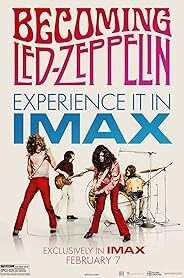 BECOMING
LED-ZEPPELIN
EXPERIENCE IT IN
IMAX
EXCLUSIVELY IN IMAX
FEBRUARY 7